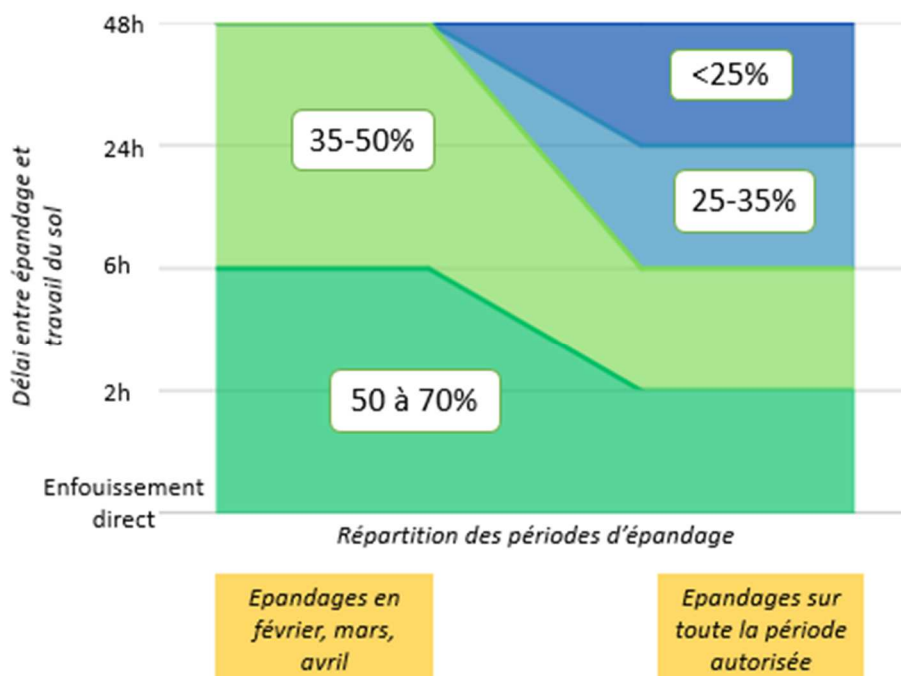 48h
<25%
35-50%
24h
25-35%
6h
Délai entre épandage et
travail du sol
2h
50 à 70%
Enfouissement
direct
Répartition des périodes d’épandage
Epandages en
février, mars,
avril
Epandages sur
toute la période
autorisée